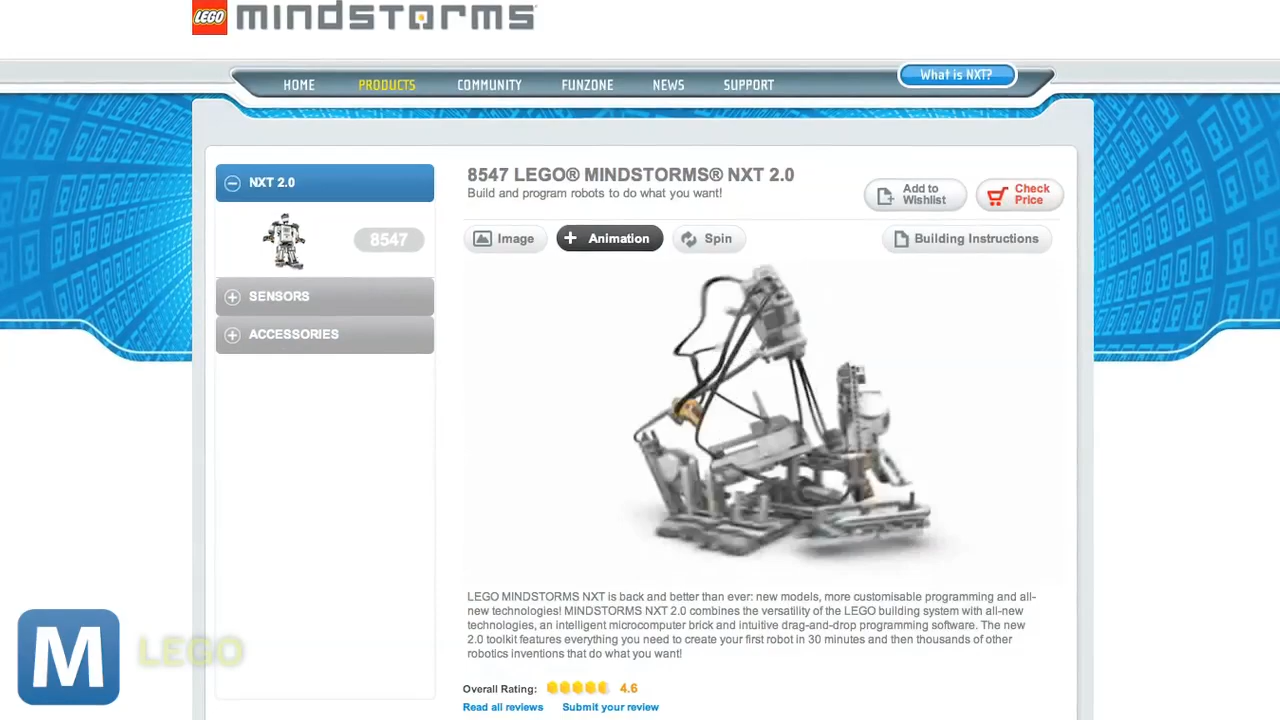 LEGO mindstorms
HOME PRODUCTS COMMUNITY FUNZONE NEWS SUPPORT What is NXT?
NXT 2.0
8547
SENSORS
ACCESSORIES
8547 LEGO® MINDSTORMS® NXT 2.0
Build and program robots to do what you want!
Add to
Wishlist
Check
Price
Image Animation Spin Building Instructions
LEGO MINDSTORMS NXT is back and better than ever: new models, more customisable programming and all-
new technologies! MINDSTORMS NXT 2.0 combines the versatility of the LEGO building system with all-new
technologies, an intelligent microcomputer brick and intuitive drag-and-drop programming software. The new
2.0 toolkit features everything you need to create your first robot in 30 minutes and then thousands of other
robotics inventions that do what you want!
Overall Rating: 4.6
Read all reviews Submit your review
M LEGO